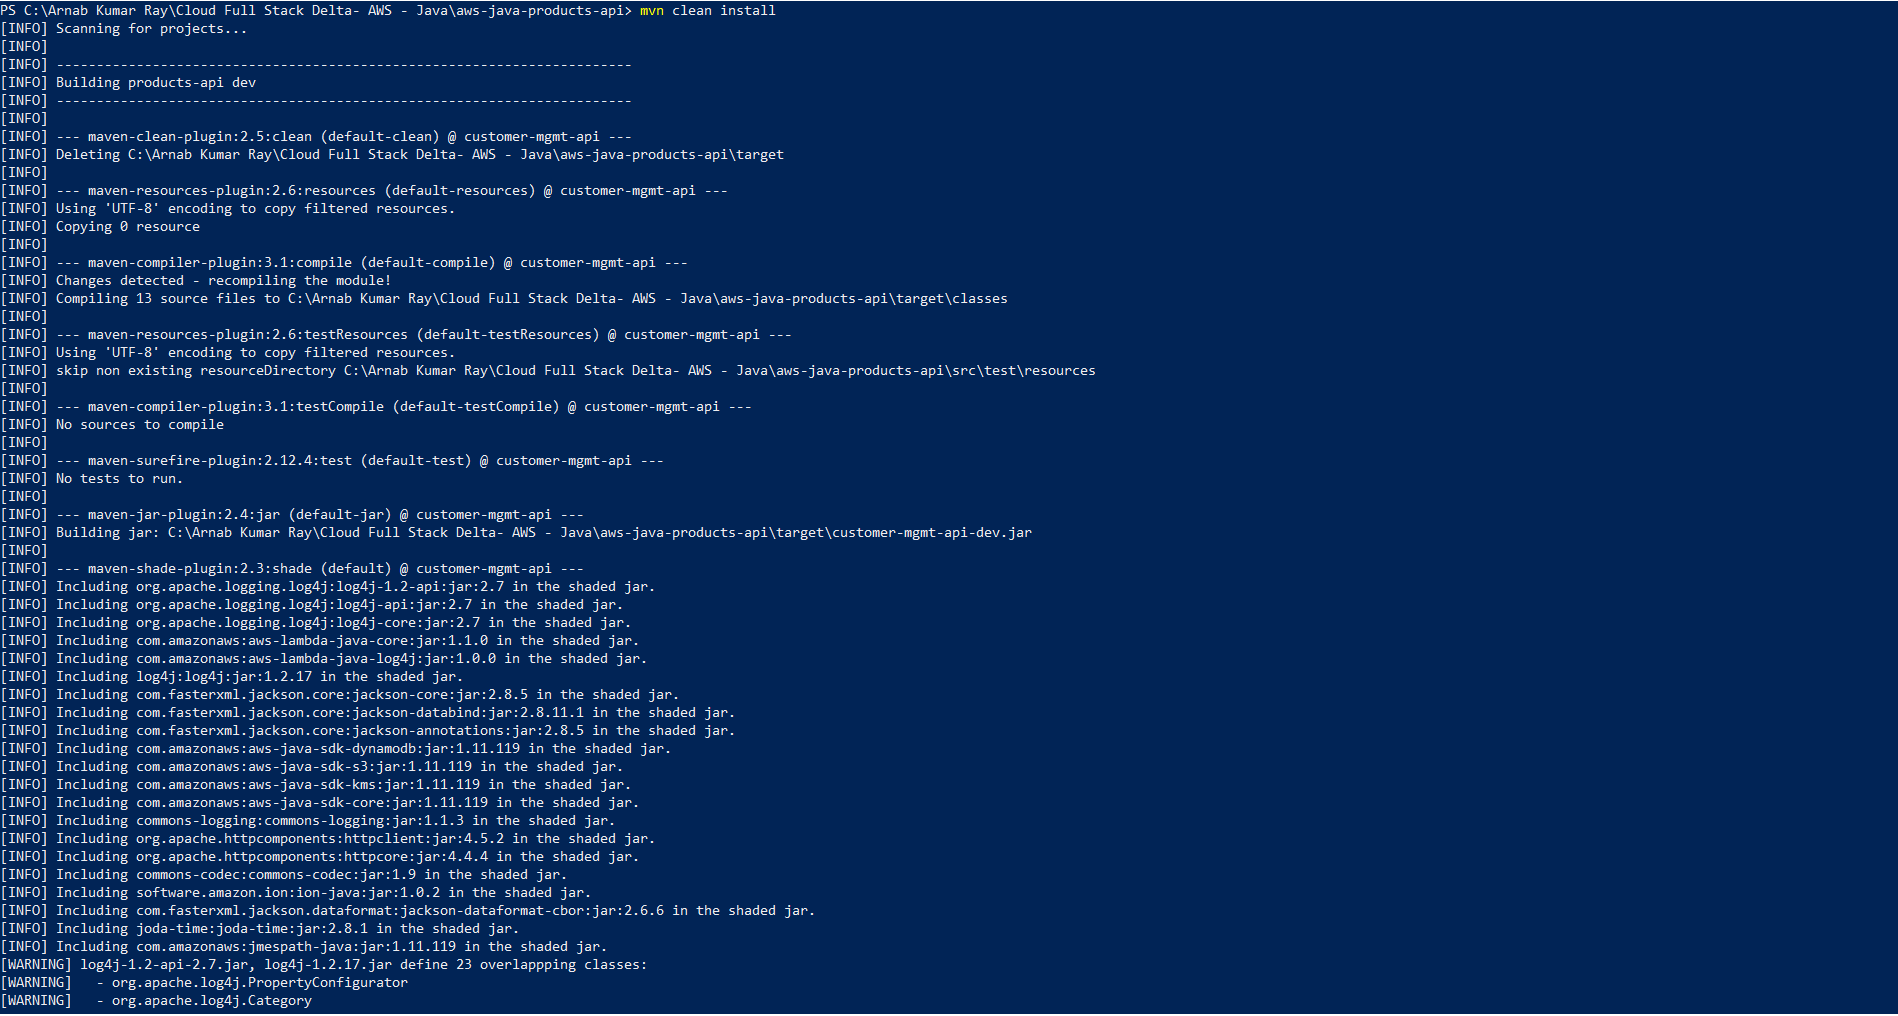 PS C:\Arnab Kumar Ray\Cloud Full Stack Delta- AWS - Java\aws-java-products-api> mvn clean install
[INFO] Scanning for projects...
[INFO]
[INFO] ------------------------------------------------------------------------
[INFO] Building products-api dev
[INFO] ------------------------------------------------------------------------
[INFO]
[INFO] --- maven-clean-plugin:2.5:clean (default-clean) @ customer-mgmt-api ---
[INFO] Deleting C:\Arnab Kumar Ray\Cloud Full Stack Delta- AWS - Java\aws-java-products-api\target
[INFO]
[INFO] --- maven-resources-plugin:2.6:resources (default-resources) @ customer-mgmt-api ---
[INFO] Using 'UTF-8' encoding to copy filtered resources.
[INFO] Copying 0 resource
[INFO]
[INFO] --- maven-compiler-plugin:3.1:compile (default-compile) @ customer-mgmt-api ---
[INFO] Changes detected - recompiling the module!
[INFO] Compiling 13 source files to C:\Arnab Kumar Ray\Cloud Full Stack Delta- AWS - Java\aws-java-products-api\target\classes
[INFO]
[INFO] --- maven-resources-plugin:2.6:testResources (default-testResources) @ customer-mgmt-api ---
[INFO] Using 'UTF-8' encoding to copy filtered resources.
[INFO] skip non existing resourceDirectory C:\Arnab Kumar Ray\Cloud Full Stack Delta- AWS - Java\aws-java-products-api\src\test\resources
[INFO]
[INFO] --- maven-compiler-plugin:3.1:testCompile (default-testCompile) @ customer-mgmt-api ---
[INFO] No sources to compile
[INFO]
[INFO] --- maven-surefire-plugin:2.12.4:test (default-test) @ customer-mgmt-api ---
[INFO] No tests to run.
[INFO]
[INFO] --- maven-jar-plugin:2.4:jar (default-jar) @ customer-mgmt-api ---
[INFO] Building jar: C:\Arnab Kumar Ray\Cloud Full Stack Delta- AWS - Java\aws-java-products-api\target\customer-mgmt-api-dev.jar
[INFO]
[INFO] --- maven-shade-plugin:2.3:shade (default) @ customer-mgmt-api ---
[INFO] Including org.apache.logging.log4j:log4j-1.2-api:jar:2.7 in the shaded jar.
[INFO] Including org.apache.logging.log4j:log4j-api:jar:2.7 in the shaded jar.
[INFO] Including org.apache.logging.log4j:log4j-core:jar:2.7 in the shaded jar.
[INFO] Including com.amazonaws:aws-lambda-java-core:jar:1.1.0 in the shaded jar.
[INFO] Including com.amazonaws:aws-lambda-java-log4j:jar:1.0.0 in the shaded jar.
[INFO] Including log4j:log4j:jar:1.2.17 in the shaded jar.
[INFO] Including com.fasterxml.jackson.core:jackson-core:jar:2.8.5 in the shaded jar.
[INFO] Including com.fasterxml.jackson.core:jackson-databind:jar:2.8.11.1 in the shaded jar.
[INFO] Including com.fasterxml.jackson.core:jackson-annotations:jar:2.8.5 in the shaded jar.
[INFO] Including com.amazonaws:aws-java-sdk-dynamodb:jar:1.11.119 in the shaded jar.
[INFO] Including com.amazonaws:aws-java-sdk-s3:jar:1.11.119 in the shaded jar.
[INFO] Including com.amazonaws:aws-java-sdk-kms:jar:1.11.119 in the shaded jar.
[INFO] Including com.amazonaws:aws-java-sdk-core:jar:1.11.119 in the shaded jar.
[INFO] Including commons-logging:commons-logging:jar:1.1.3 in the shaded jar.
[INFO] Including org.apache.httpcomponents:httpclient:jar:4.5.2 in the shaded jar.
[INFO] Including org.apache.httpcomponents:httpcore:jar:4.4.4 in the shaded jar.
[INFO] Including commons-codec:commons-codec:jar:1.9 in the shaded jar.
[INFO] Including software.amazon.ion:ion-java:jar:1.0.2 in the shaded jar.
[INFO] Including com.fasterxml.jackson.dataformat:jackson-dataformat-cbor:jar:2.6.6 in the shaded jar.
[INFO] Including joda-time:joda-time:jar:2.8.1 in the shaded jar.
[INFO] Including com.amazonaws:jmespath-java:jar:1.11.119 in the shaded jar.
[WARNING] log4j-1.2-api-2.7.jar, log4j-1.2.17.jar define 23 overlappping classes:
[WARNING]   - org.apache.log4j.PropertyConfigurator
[WARNING]   - org.apache.log4j.Category